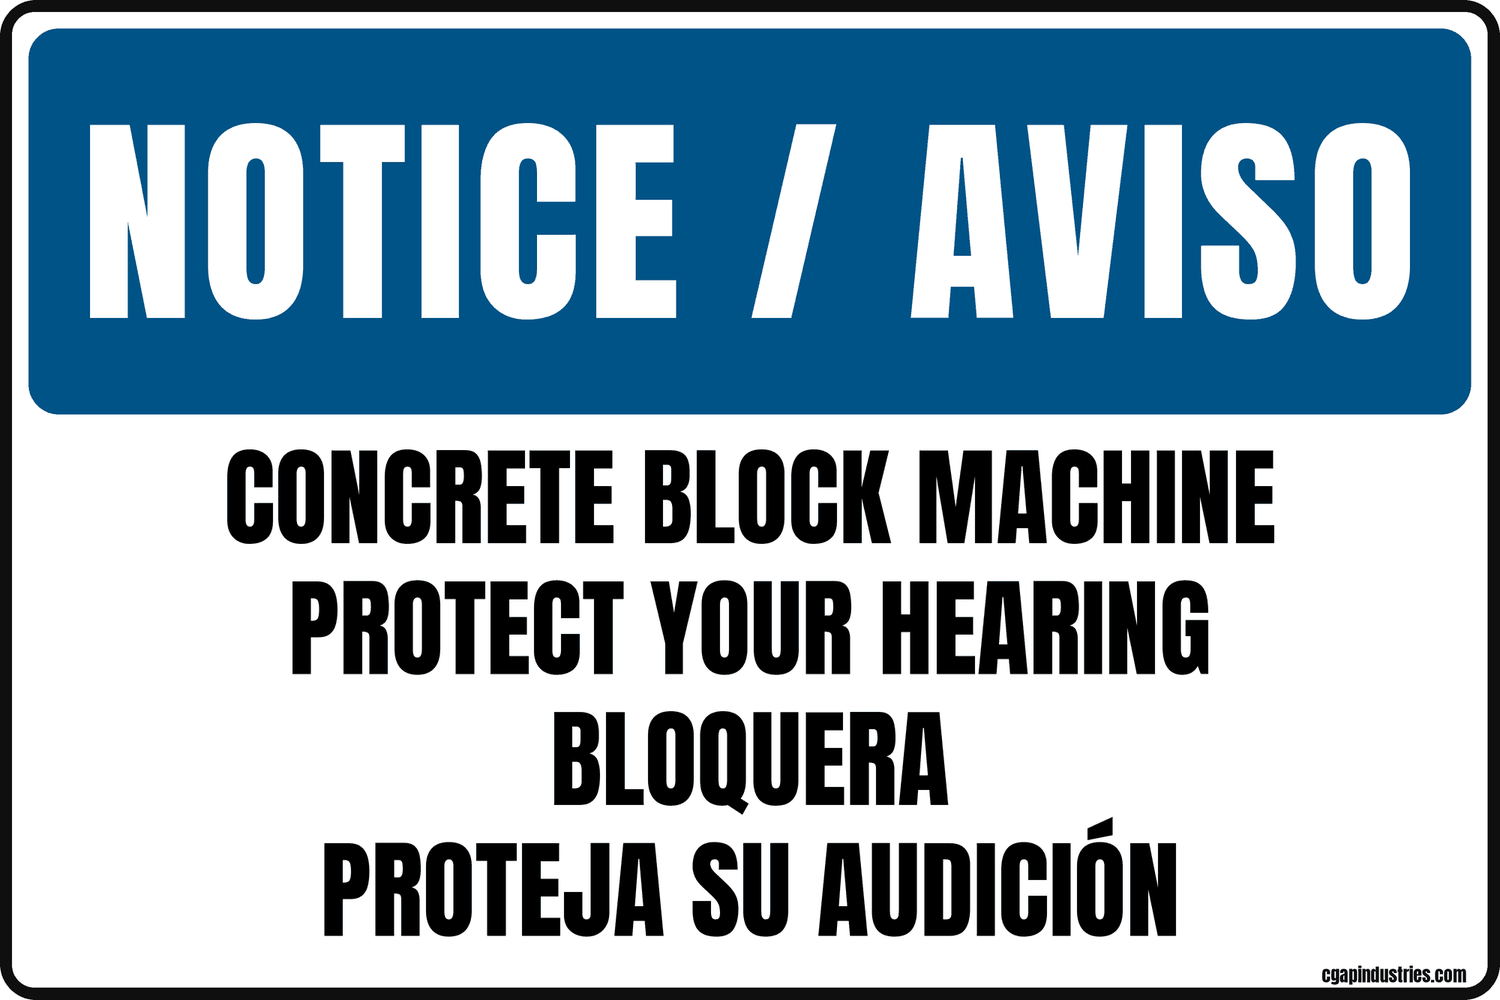 NOTICE / AVISO
CONCRETE BLOCK MACHINE
PROTECT YOUR HEARING
BLOQUERA
PROTEJA SU AUDICIÓN
cgapindustries.com